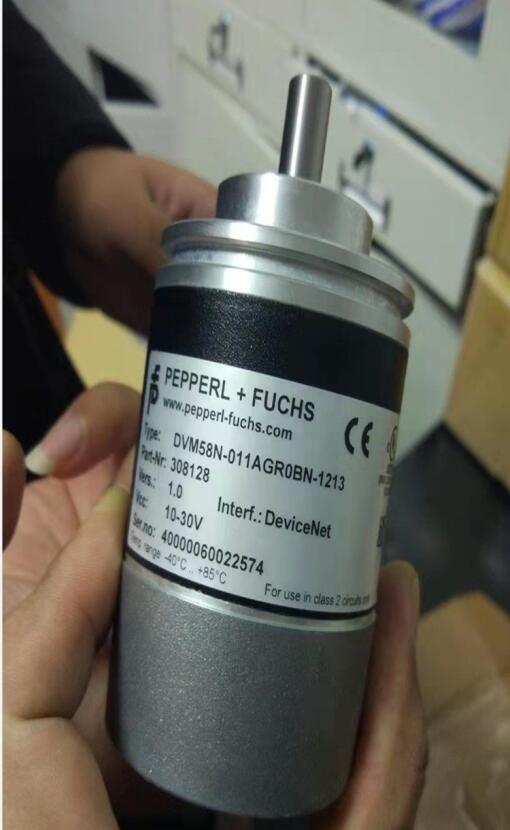 PEPPERL + FUCHS
www.pepperl-fuchs.com
Type: DVM58N-011AGR0BN-1213
Part-Nr: 308128
Vers.: 1.0
Interf.: DeviceNet
Vcc: 10-30V
Ser.no: 40000060022574
Temp. range -40°C .. +85°C
For use in class 2 circuits only
CE